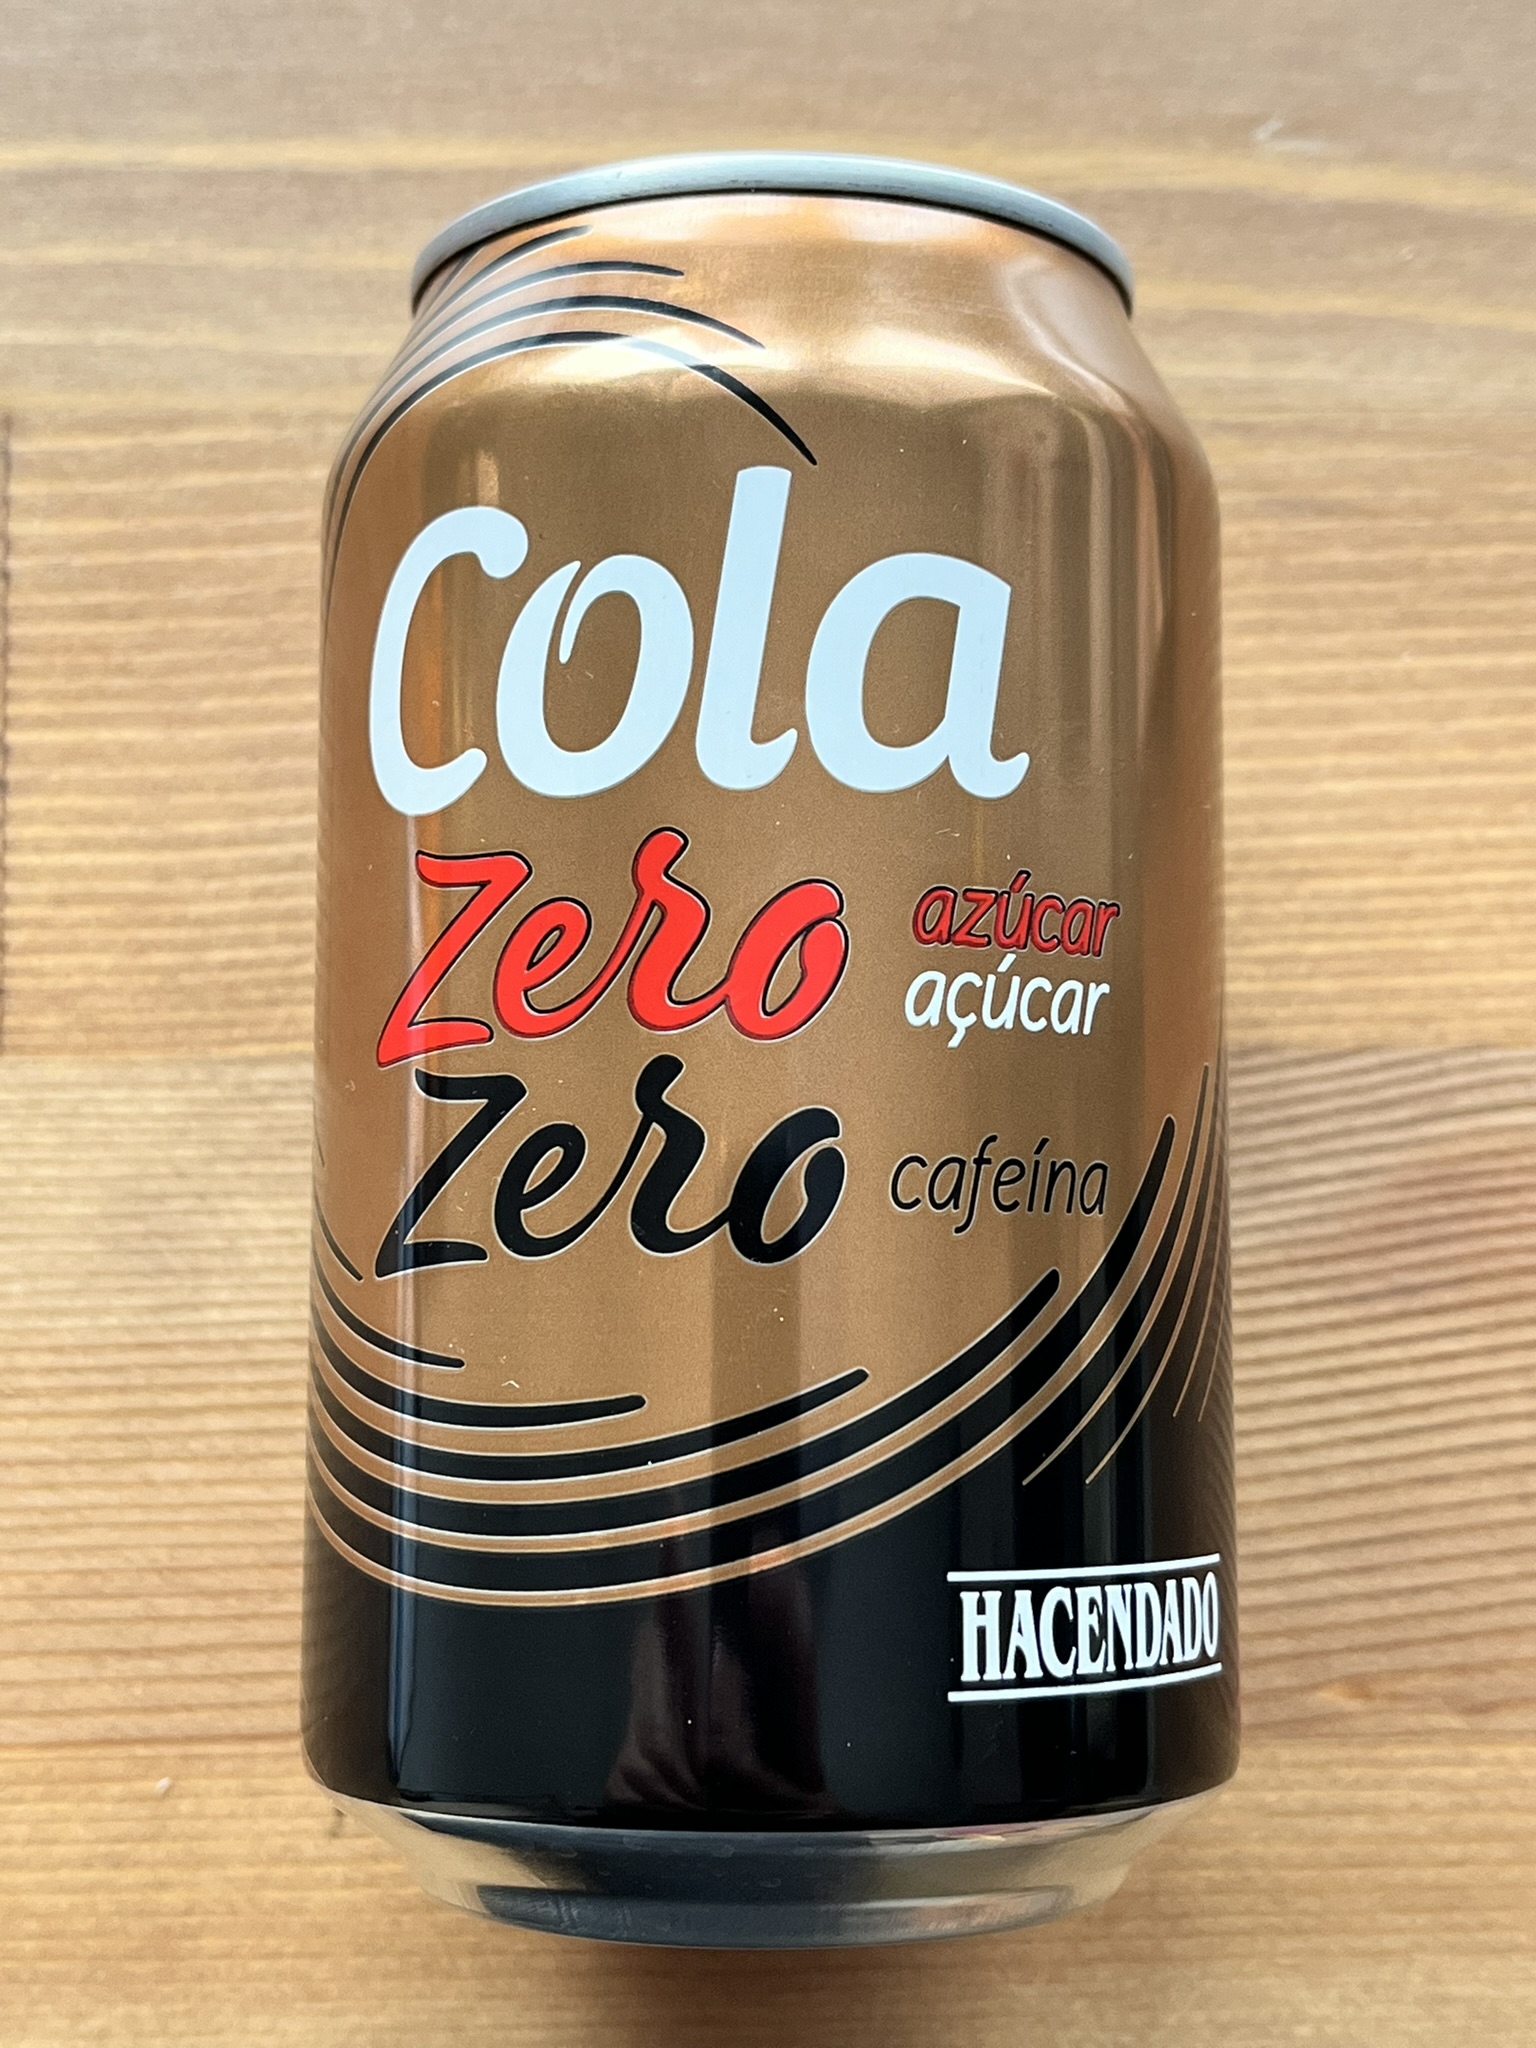 Cola
Zero azúcar
açúcar
Zero cafeína
HACENDADO